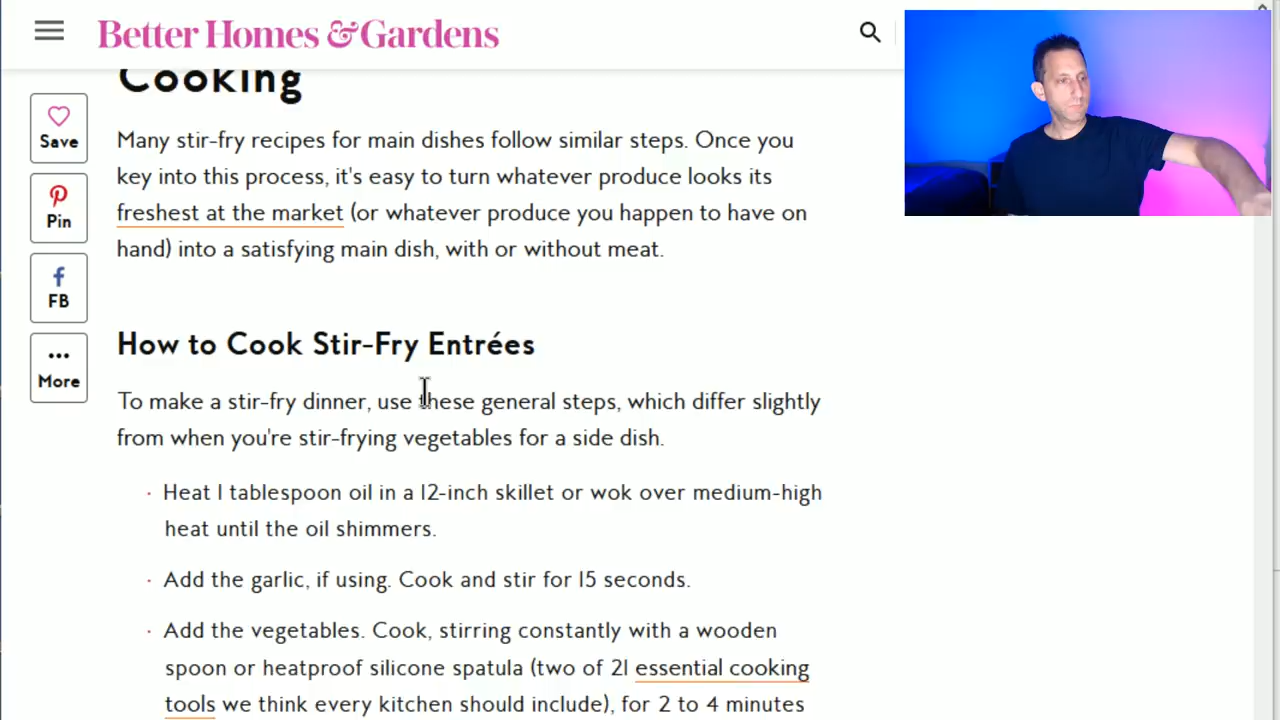 Better Homes & Gardens
Cooking
Save
Pin
FB
More
Many stir-fry recipes for main dishes follow similar steps. Once you
key into this process, it's easy to turn whatever produce looks its
freshest at the market (or whatever produce you happen to have on
hand) into a satisfying main dish, with or without meat.
How to Cook Stir-Fry Entrées
To make a stir-fry dinner, use these general steps, which differ slightly
from when you're stir-frying vegetables for a side dish.
· Heat 1 tablespoon oil in a 12-inch skillet or wok over medium-high
heat until the oil shimmers.
· Add the garlic, if using. Cook and stir for 15 seconds.
· Add the vegetables. Cook, stirring constantly with a wooden
spoon or heatproof silicone spatula (two of 21 essential cooking
tools we think every kitchen should include), for 2 to 4 minutes